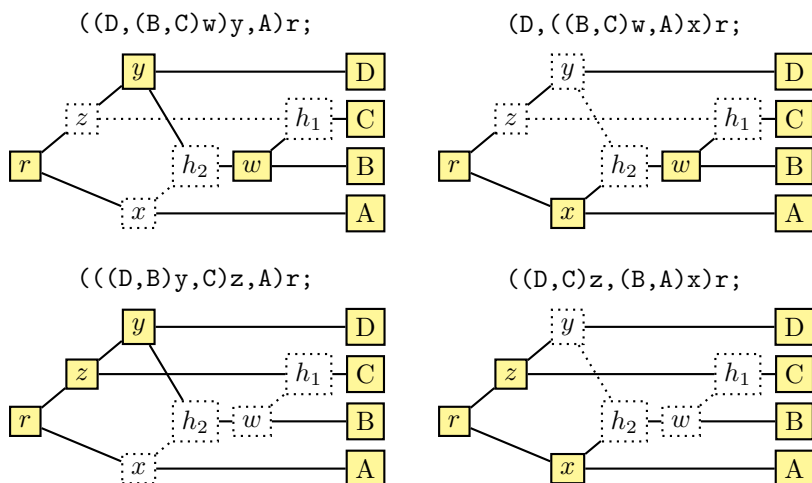 ((D,(B,C)w)y,A)r;
y D
z h₁ C
r h₂ w B
x A
(D,((B,C)w,A)x)r;
y D
z h₁ C
r h₂ w B
x A
(((D,B)y,C)z,A)r;
y D
z h₁ C
r h₂ w B
x A
((D,C)z,(B,A)x)r;
y D
z h₁ C
r h₂ w B
x A